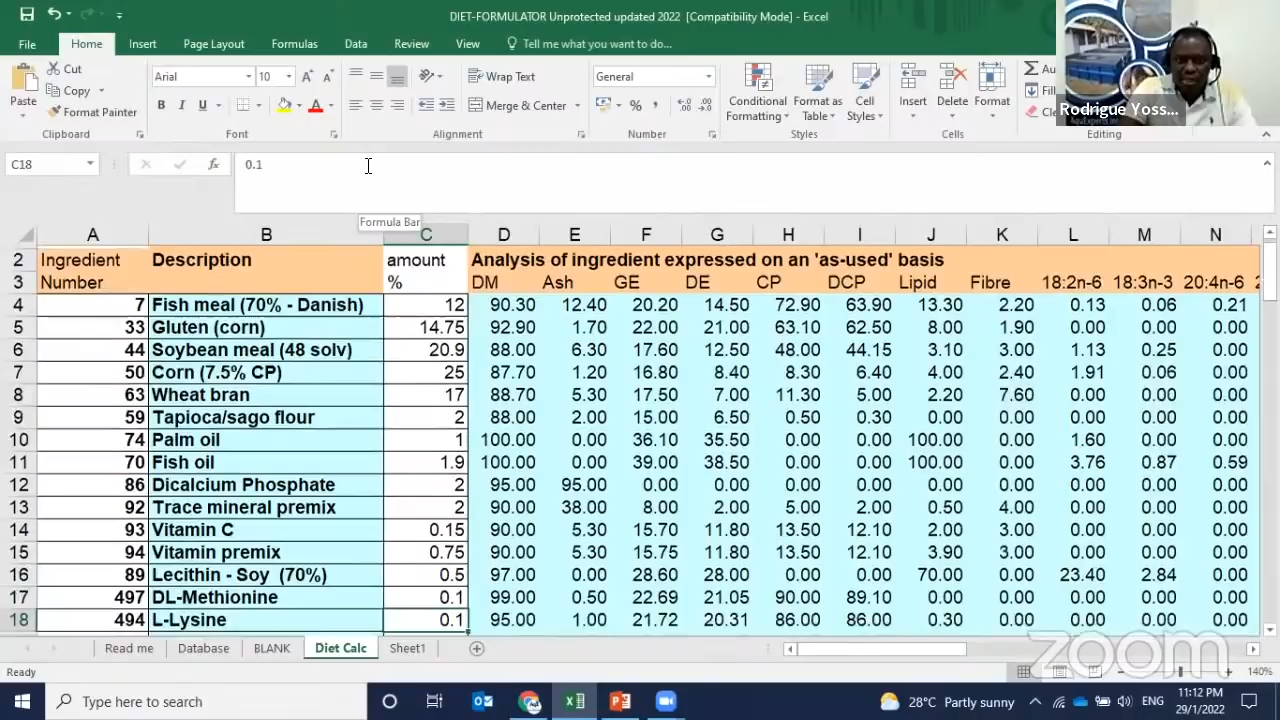 DIET-FORMULATOR Unprotected updated 2022 [Compatibility Mode] - Excel
File Home Insert Page Layout Formulas Data Review View Tell me what you want to do...
Cut
Copy
Format Painter
Paste
Clipboard
Arial 10
B I U
Font
Wrap Text
Merge & Center
Alignment
General
Number
Conditional Formatting
Format as Table
Cell Styles
Styles
Insert Delete Format
Cells
Editing
Rodrigue Yoss...
C18 fx 0.1
Formula Bar
A B C D E F G H I J K L M N
2 Ingredient Description amount Analysis of ingredient expressed on an 'as-used' basis
3 Number % DM Ash GE DE CP DCP Lipid Fibre 18:2n-6 18:3n-3 20:4n-6
4 7 Fish meal (70% - Danish) 12 90.30 12.40 20.20 14.50 72.90 63.90 13.30 2.20 0.13 0.06 0.21
5 33 Gluten (corn) 14.75 92.90 1.70 22.00 21.00 63.10 62.50 8.00 1.90 0.00 0.00 0.00
6 44 Soybean meal (48 solv) 20.9 88.00 6.30 17.60 12.50 48.00 44.15 3.10 3.00 1.13 0.25 0.00
7 50 Corn (7.5% CP) 25 87.70 1.20 16.80 8.40 8.30 6.40 4.00 2.40 1.91 0.06 0.00
8 63 Wheat bran 17 88.70 5.30 17.50 7.00 11.30 5.00 2.20 7.60 0.00 0.00 0.00
9 59 Tapioca/sago flour 2 88.00 2.00 15.00 6.50 0.50 0.30 0.00 0.00 0.00 0.00 0.00
10 74 Palm oil 1 100.00 0.00 36.10 35.50 0.00 0.00 100.00 0.00 1.60 0.00 0.00
11 70 Fish oil 1.9 100.00 0.00 39.00 38.50 0.00 0.00 100.00 0.00 3.76 0.87 0.59
12 86 Dicalcium Phosphate 2 95.00 95.00 0.00 0.00 0.00 0.00 0.00 0.00 0.00 0.00 0.00
13 92 Trace mineral premix 2 90.00 38.00 8.00 2.00 5.00 2.00 0.50 4.00 0.00 0.00 0.00
14 93 Vitamin C 0.15 90.00 5.30 15.70 11.80 13.50 12.10 2.00 3.00 0.00 0.00 0.00
15 94 Vitamin premix 0.75 90.00 5.30 15.75 11.80 13.50 12.10 3.90 3.00 0.00 0.00 0.00
16 89 Lecithin - Soy (70%) 0.5 97.00 0.00 28.60 28.00 0.00 0.00 70.00 0.00 23.40 2.84 0.00
17 497 DL-Methionine 0.1 99.00 0.50 22.69 21.05 90.00 89.10 0.00 0.00 0.00 0.00 0.00
18 494 L-Lysine 0.1 95.00 1.00 21.72 20.31 86.00 86.00 0.30 0.00 0.00 0.00 0.00
Read me Database BLANK Diet Calc Sheet1
zoom
Ready 140%
Type here to search
28°C Partly sunny ENG
11:12 PM
29/1/2022